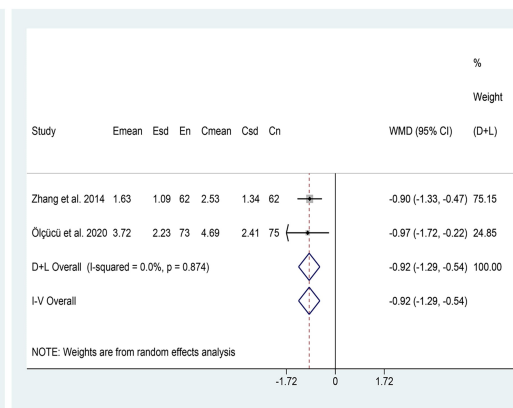 %
Weight
Study Emean Esd En Cmean Csd Cn WMD (95% CI) (D+L)
Zhang et al. 2014 1.63 1.09 62 2.53 1.34 62 -0.90 (-1.33, -0.47) 75.15
Ölçücü et al. 2020 3.72 2.23 73 4.69 2.41 75 -0.97 (-1.72, -0.22) 24.85
D+L Overall (I-squared = 0.0%, p = 0.874) -0.92 (-1.29, -0.54) 100.00
I-V Overall -0.92 (-1.29, -0.54)
NOTE: Weights are from random effects analysis
-1.72 0 1.72